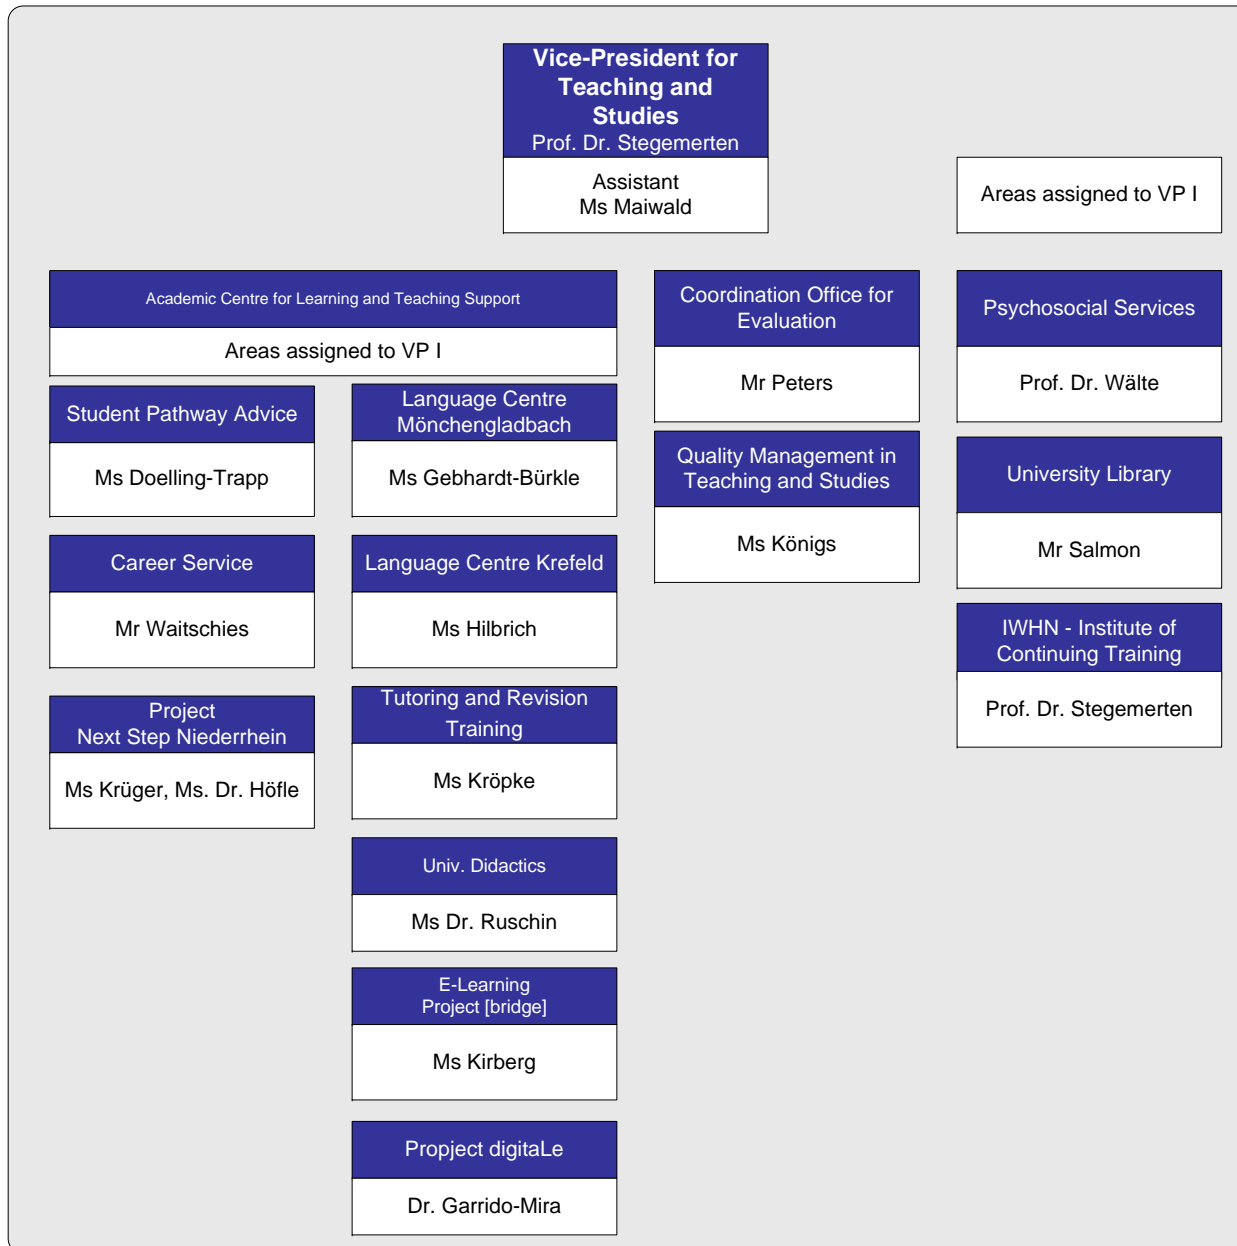 Vice-President for
Teaching and
Studies
Prof. Dr. Stegemerten
Assistant
Ms Maiwald
Areas assigned to VP I
Academic Centre for Learning and Teaching Support
Areas assigned to VP I
Student Pathway Advice
Ms Doelling-Trapp
Career Service
Mr Waitschies
Project
Next Step Niederrhein
Ms Krüger, Ms. Dr. Höfle
Language Centre
Mönchengladbach
Ms Gebhardt-Bürkle
Language Centre Krefeld
Ms Hilbrich
Tutoring and Revision
Training
Ms Kröpke
Univ. Didactics
Ms Dr. Ruschin
E-Learning
Project [bridge]
Ms Kirberg
Propject digitaLe
Dr. Garrido-Mira
Coordination Office for
Evaluation
Mr Peters
Quality Management in
Teaching and Studies
Ms Königs
Psychosocial Services
Prof. Dr. Wälte
University Library
Mr Salmon
IWHN - Institute of
Continuing Training
Prof. Dr. Stegemerten